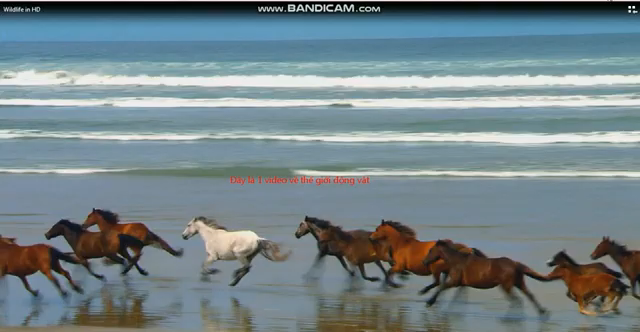 Wildlife in HD
www.BANDICAM.com
Đây là 1 video về thế giới động vật